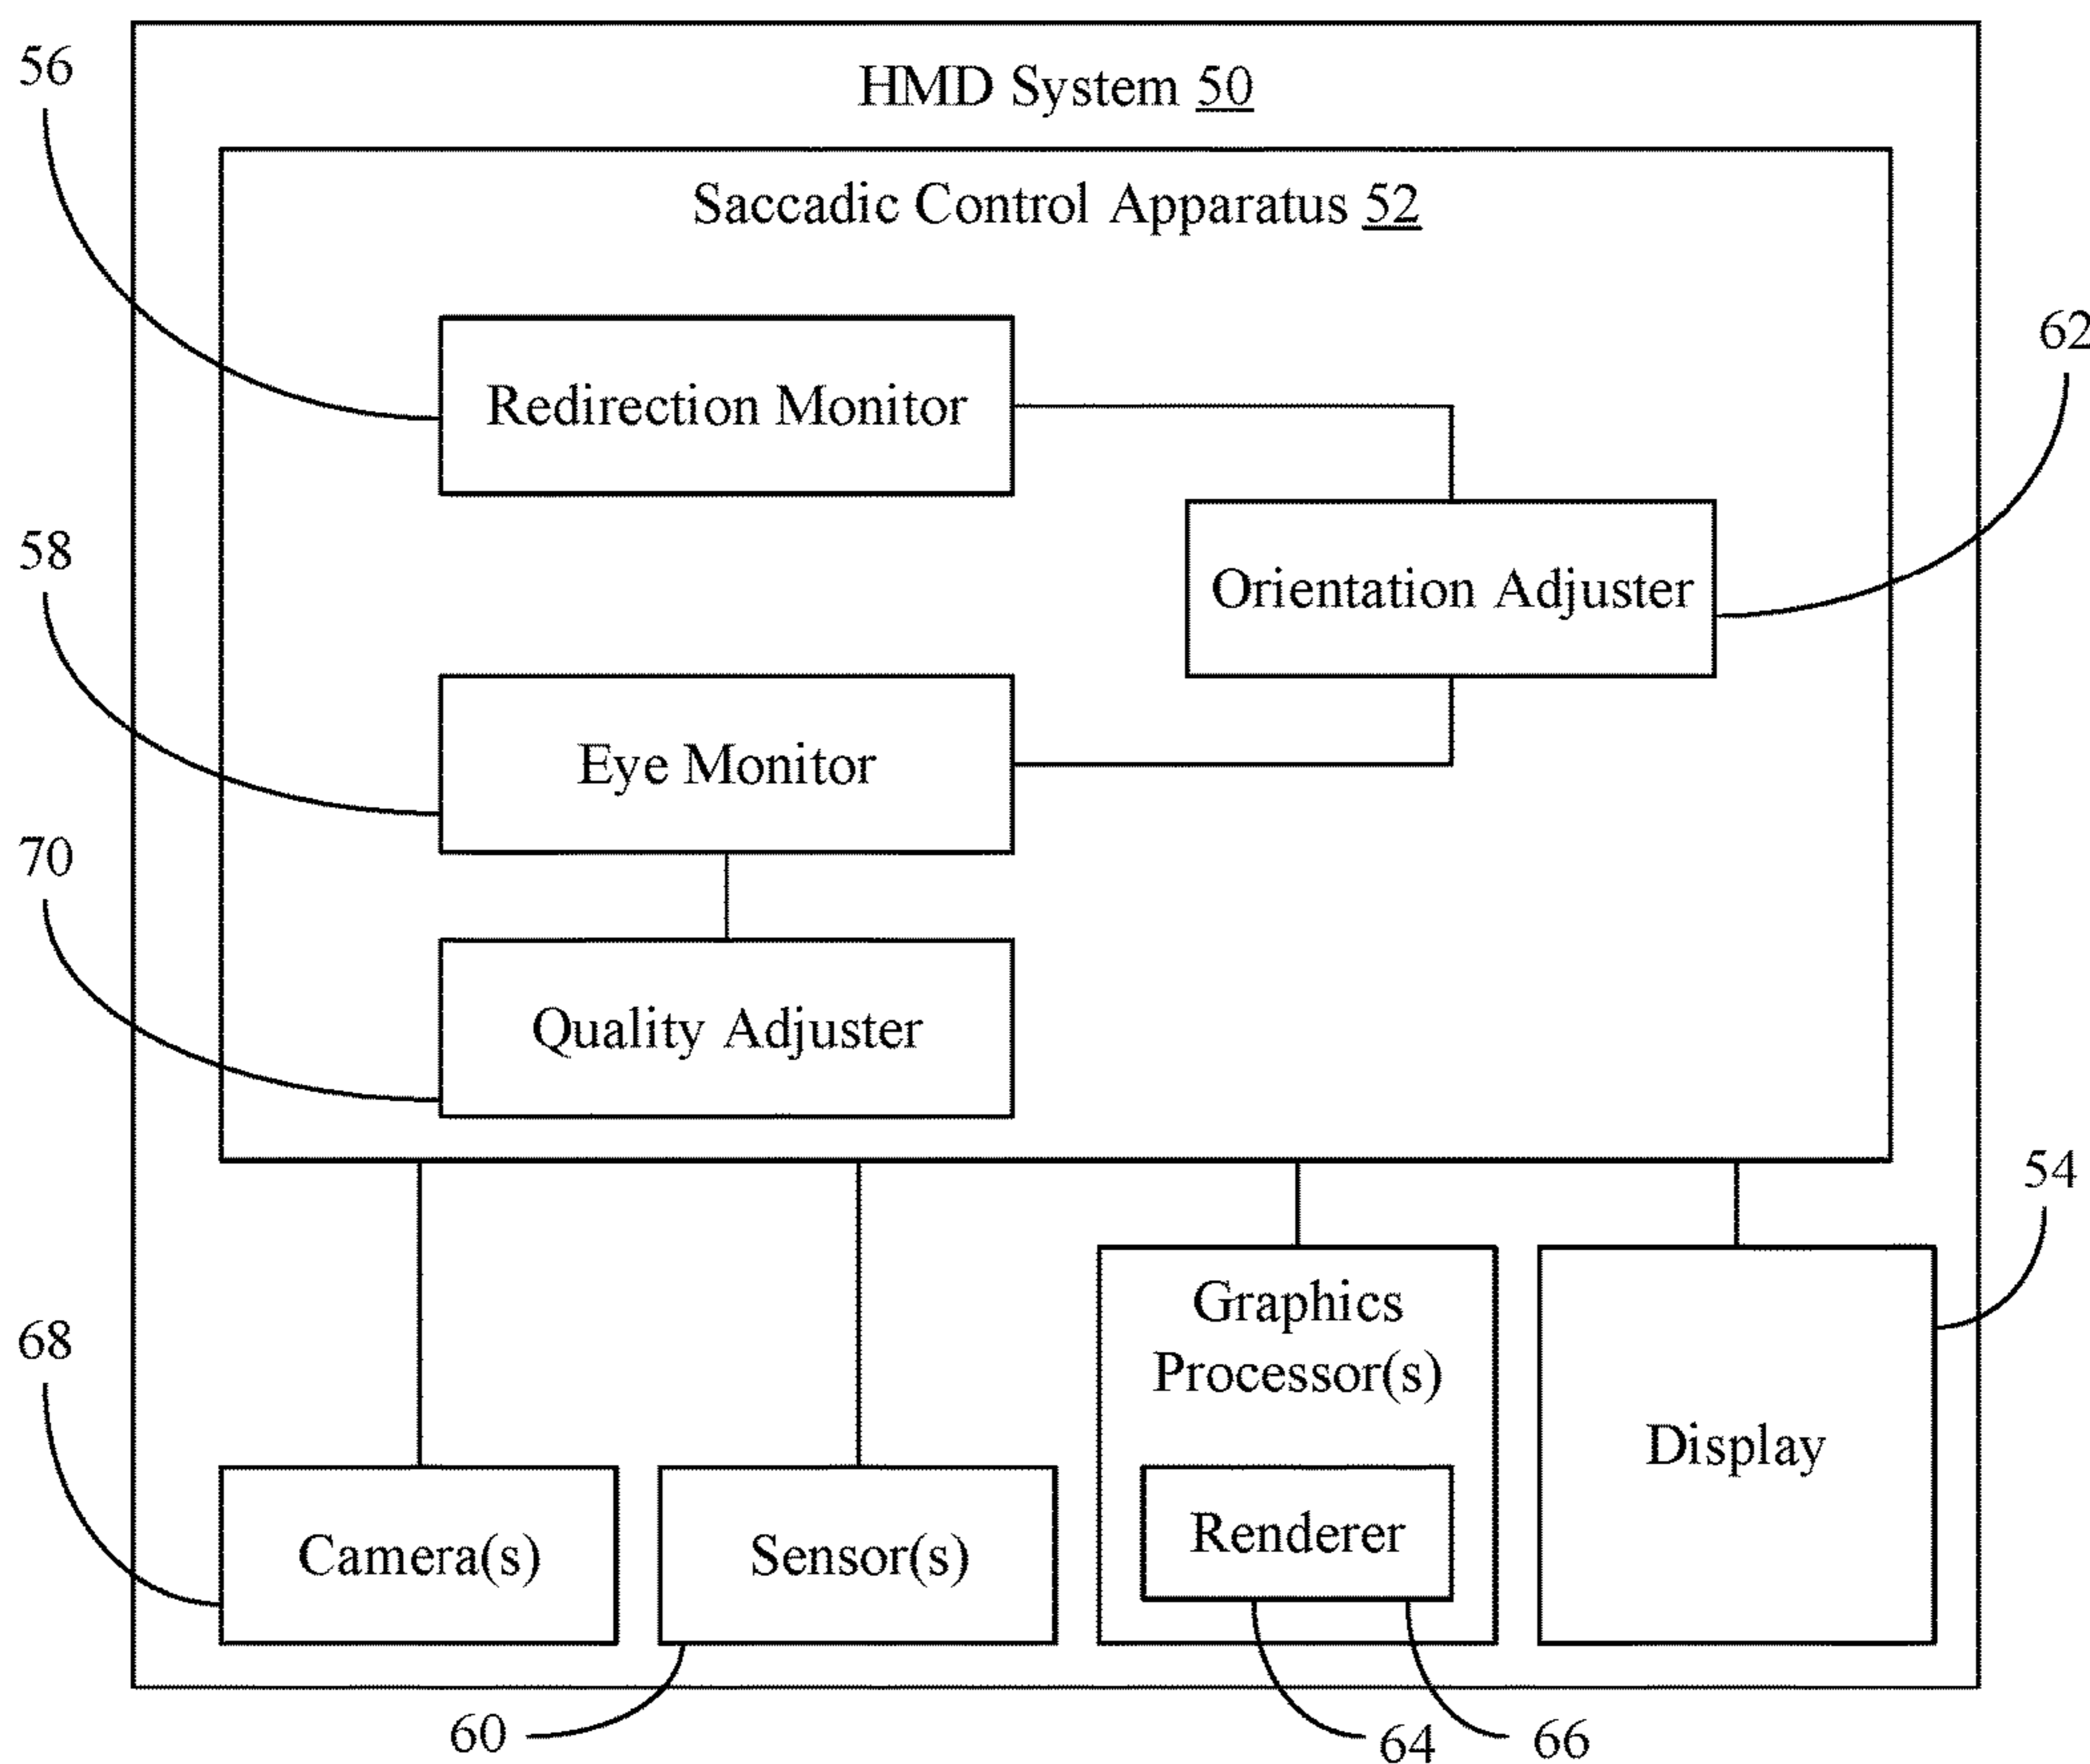 56
HMD System 50
Saccadic Control Apparatus 52
62
Redirection Monitor
58
Orientation Adjuster
Eye Monitor
70
Quality Adjuster
54
68
Graphics
Processor(s)
Display
Renderer
Camera(s)
Sensor(s)
60
64
66